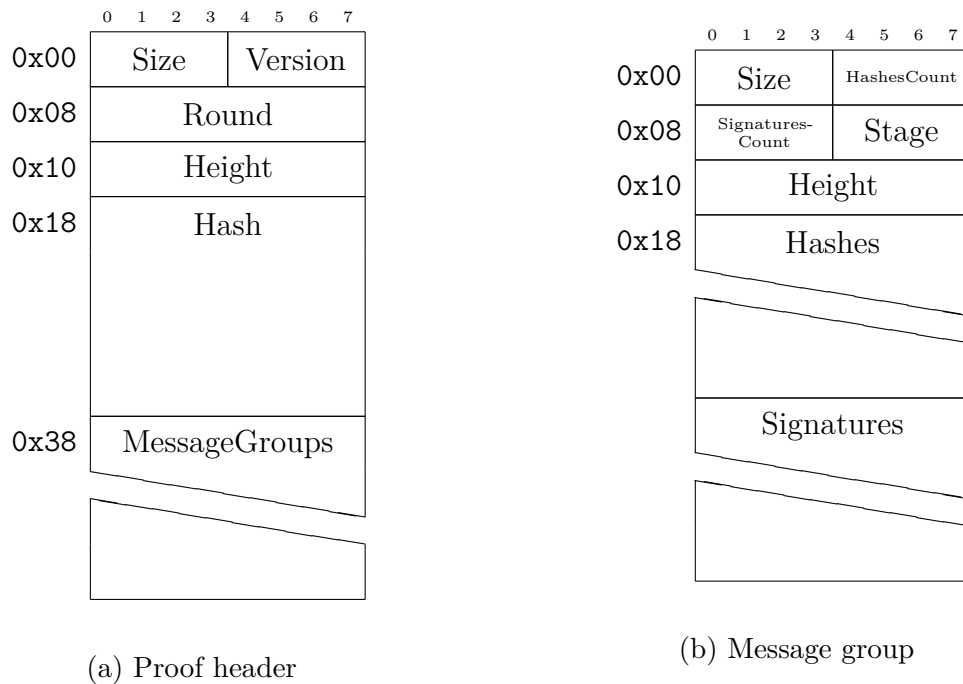 0 1 2 3 4 5 6 7
0x00 Size Version
0x08 Round
0x10 Height
0x18 Hash
0x38 MessageGroups
(a) Proof header
0 1 2 3 4 5 6 7
0x00 Size HashesCount
0x08 Signatures-
Count Stage
0x10 Height
0x18 Hashes
Signatures
(b) Message group